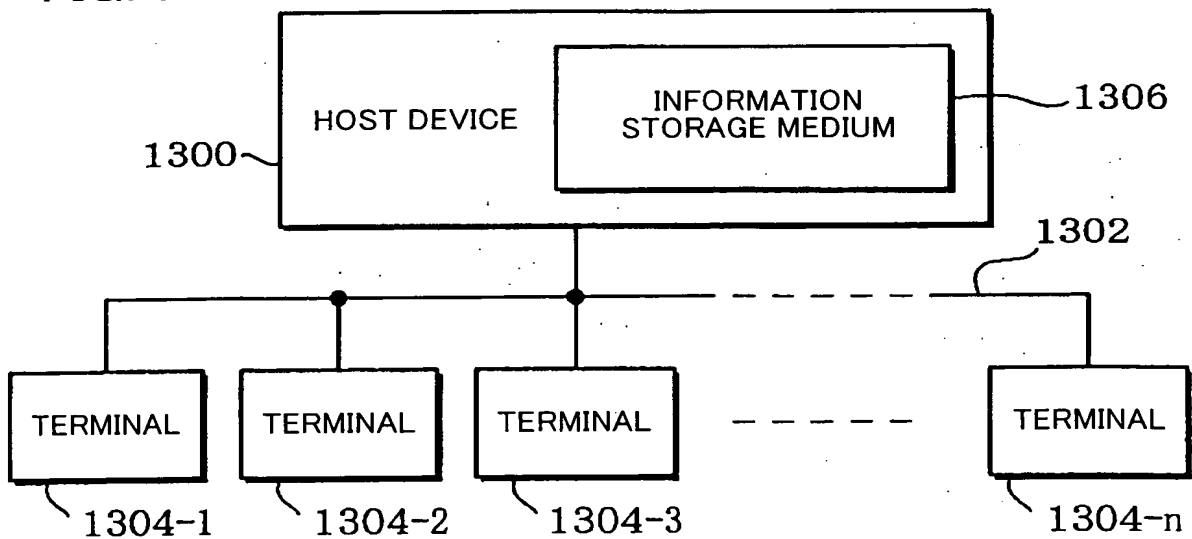 HOST DEVICE
INFORMATION
STORAGE MEDIUM
1306
1300
1302
TERMINAL
TERMINAL
TERMINAL
TERMINAL
1304-1
1304-2
1304-3
1304-n